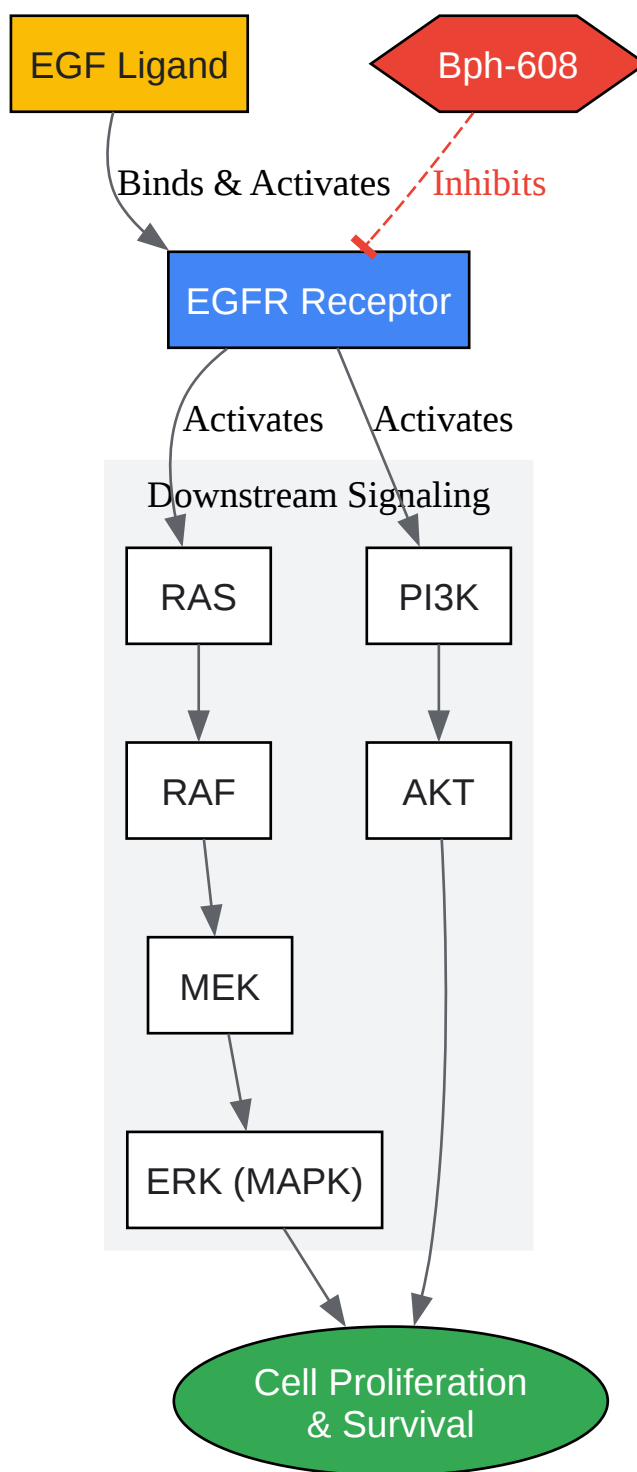 EGF Ligand
Bph-608
Binds & Activates
Inhibits
EGFR Receptor
Activates
Activates
Downstream Signaling
RAS
PI3K
RAF
AKT
MEK
ERK (MAPK)
Cell Proliferation
& Survival